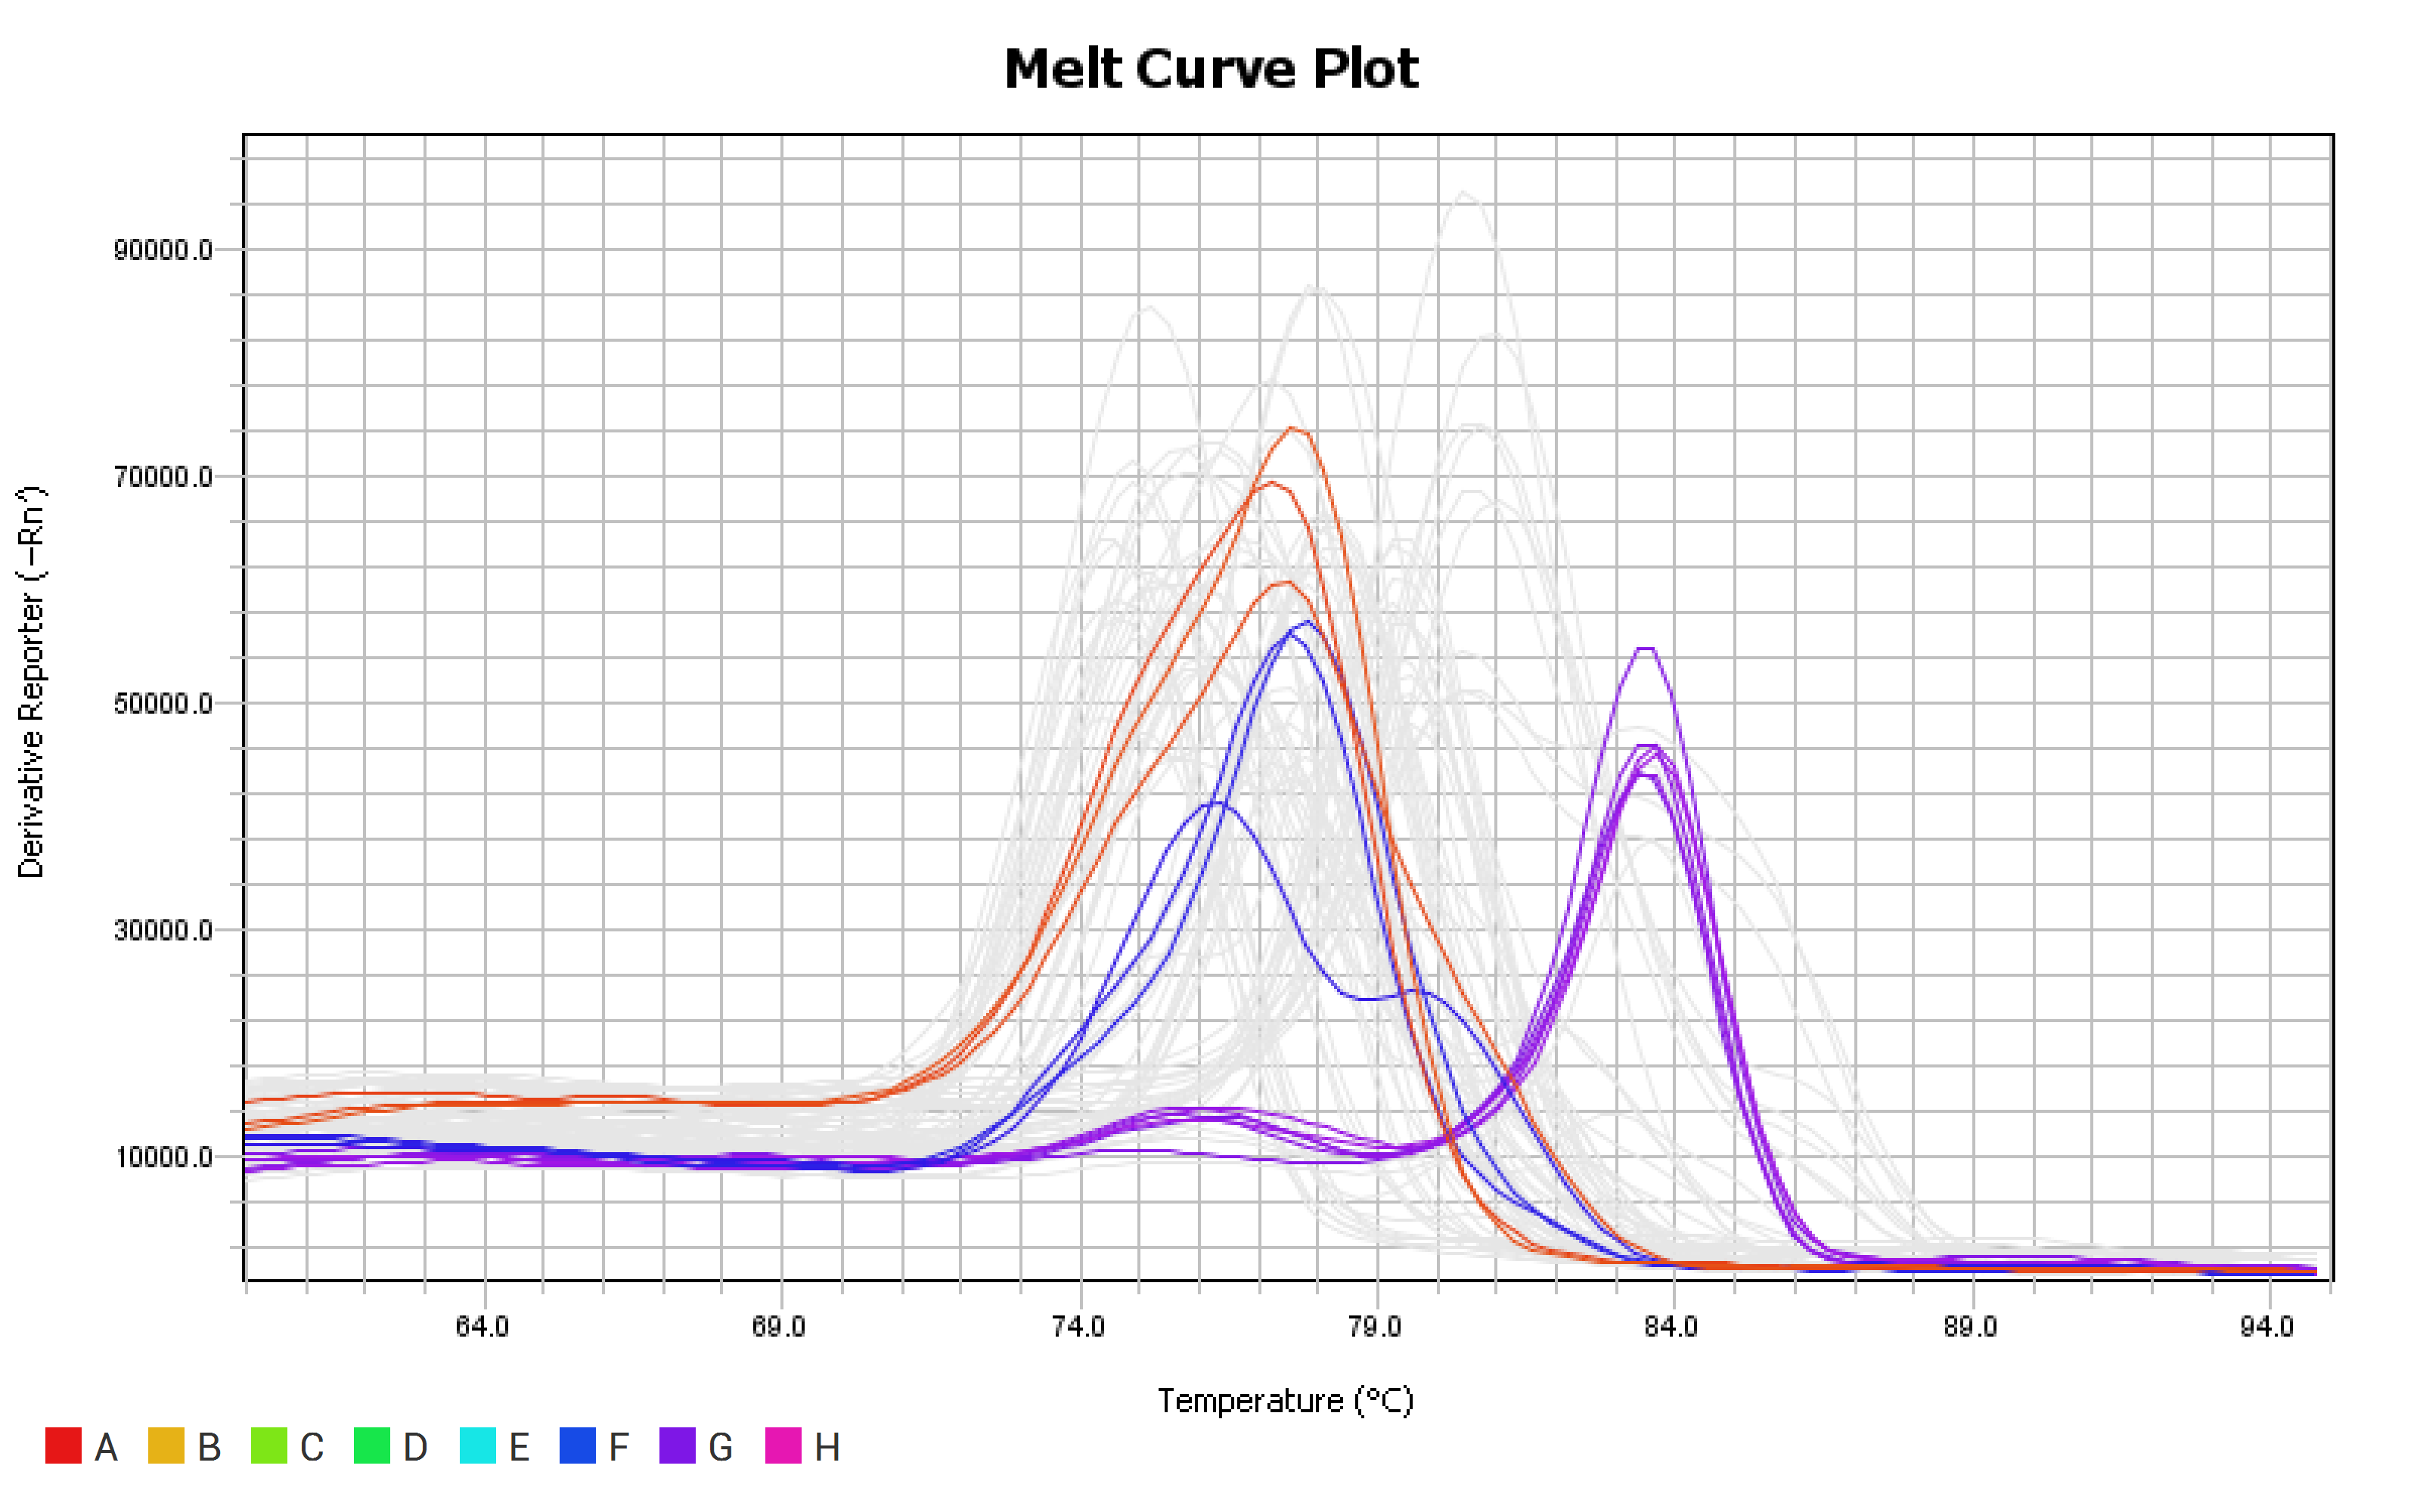 Melt Curve Plot
Derivative Reporter (-Rn')
90000.0
70000.0
50000.0
30000.0
10000.0
64.0 69.0 74.0 79.0 84.0 89.0 94.0
Temperature (°C)
A B C D E F G H